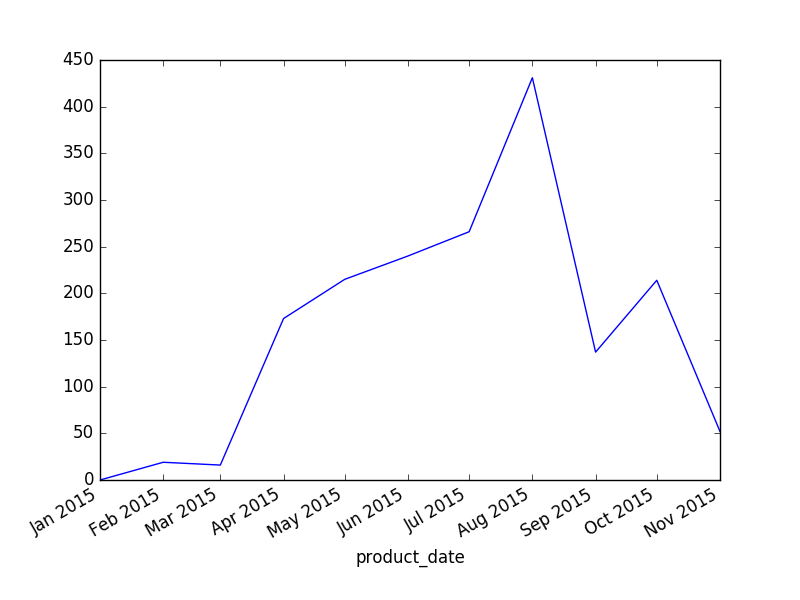 450
400
350
300
250
200
150
100
50
0
Jan 2015
Feb 2015
Mar 2015
Apr 2015
May 2015
Jun 2015
Jul 2015
Aug 2015
Sep 2015
Oct 2015
Nov 2015
product_date